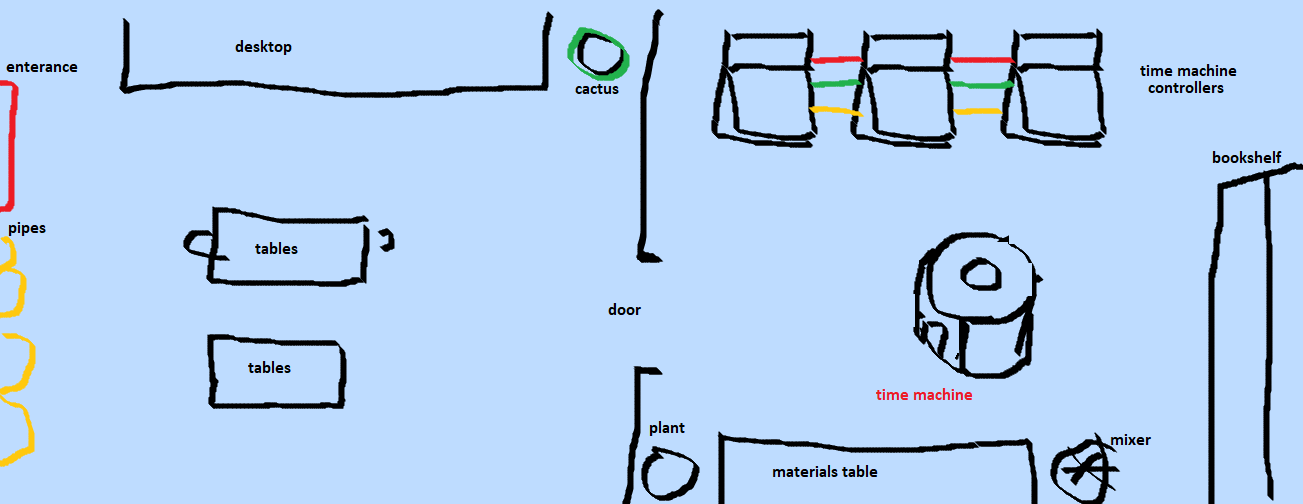 desktop
enterance
cactus
time machine
controllers
bookshelf
pipes
tables
door
tables
time machine
plant
mixer
materials table